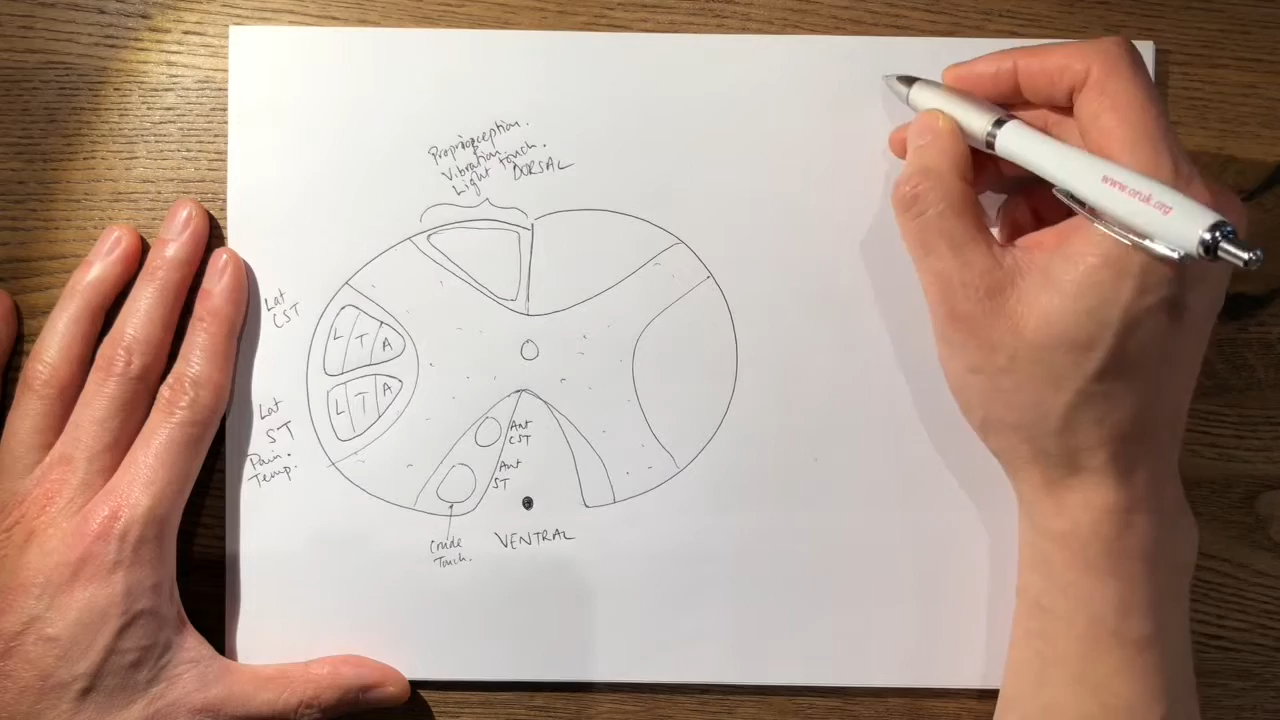 Proprioception.
Vibration.
Light Touch.
DORSAL
Lat
CST
L T A
L T A
Lat
ST
Pain.
Temp.
Ant
CST
Ant
ST
Crude
Touch.
VENTRAL
www.oruk.org